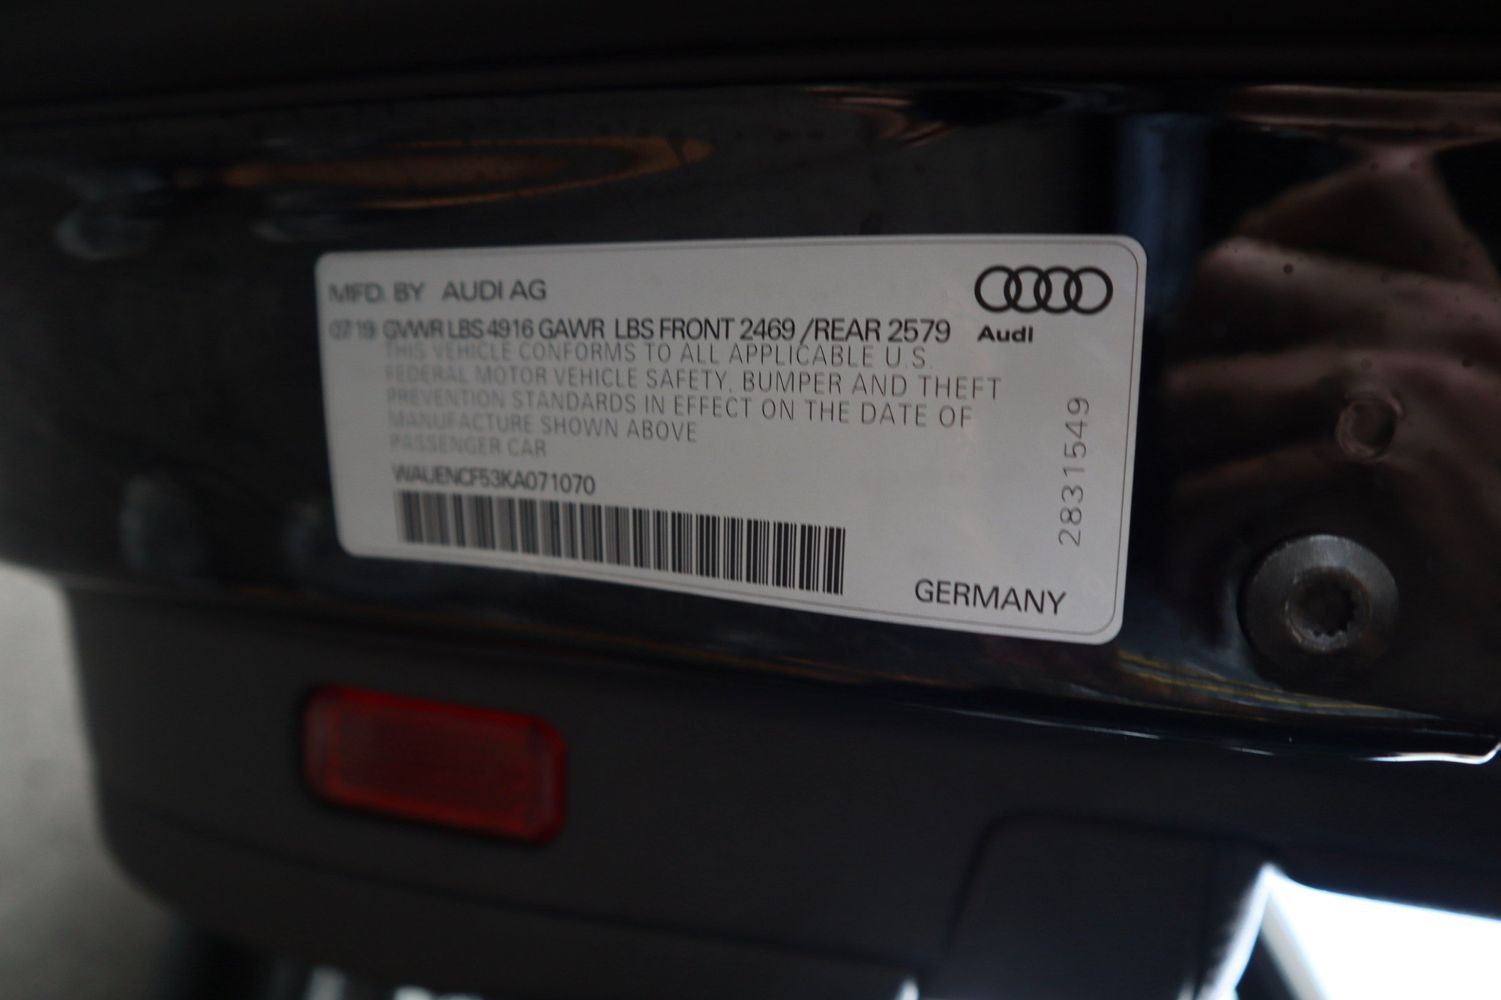 MFD. BY AUDI AG
07 19 GVWR LBS 4916 GAWR LBS FRONT 2469 /REAR 2579
Audi
THIS VEHICLE CONFORMS TO ALL APPLICABLE U.S.
FEDERAL MOTOR VEHICLE SAFETY, BUMPER AND THEFT
PREVENTION STANDARDS IN EFFECT ON THE DATE OF
MANUFACTURE SHOWN ABOVE
PASSENGER CAR
WAUENCF53KA071070
2831549
GERMANY